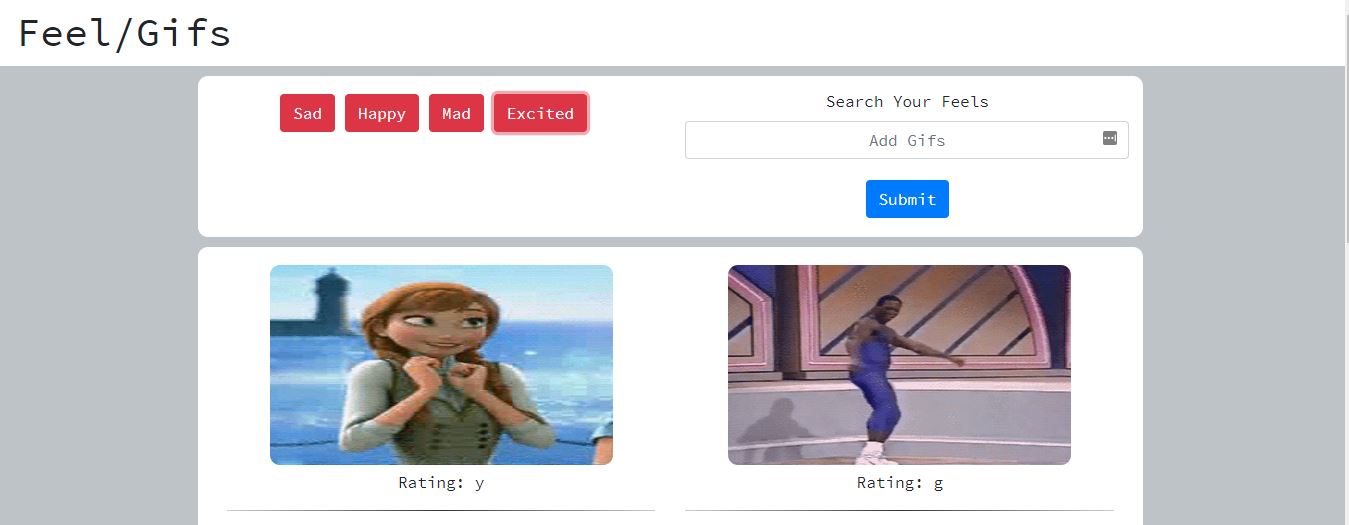 Feel/Gifs
Sad Happy Mad Excited
Search Your Feels
Add Gifs
Submit
Rating: y
Rating: g